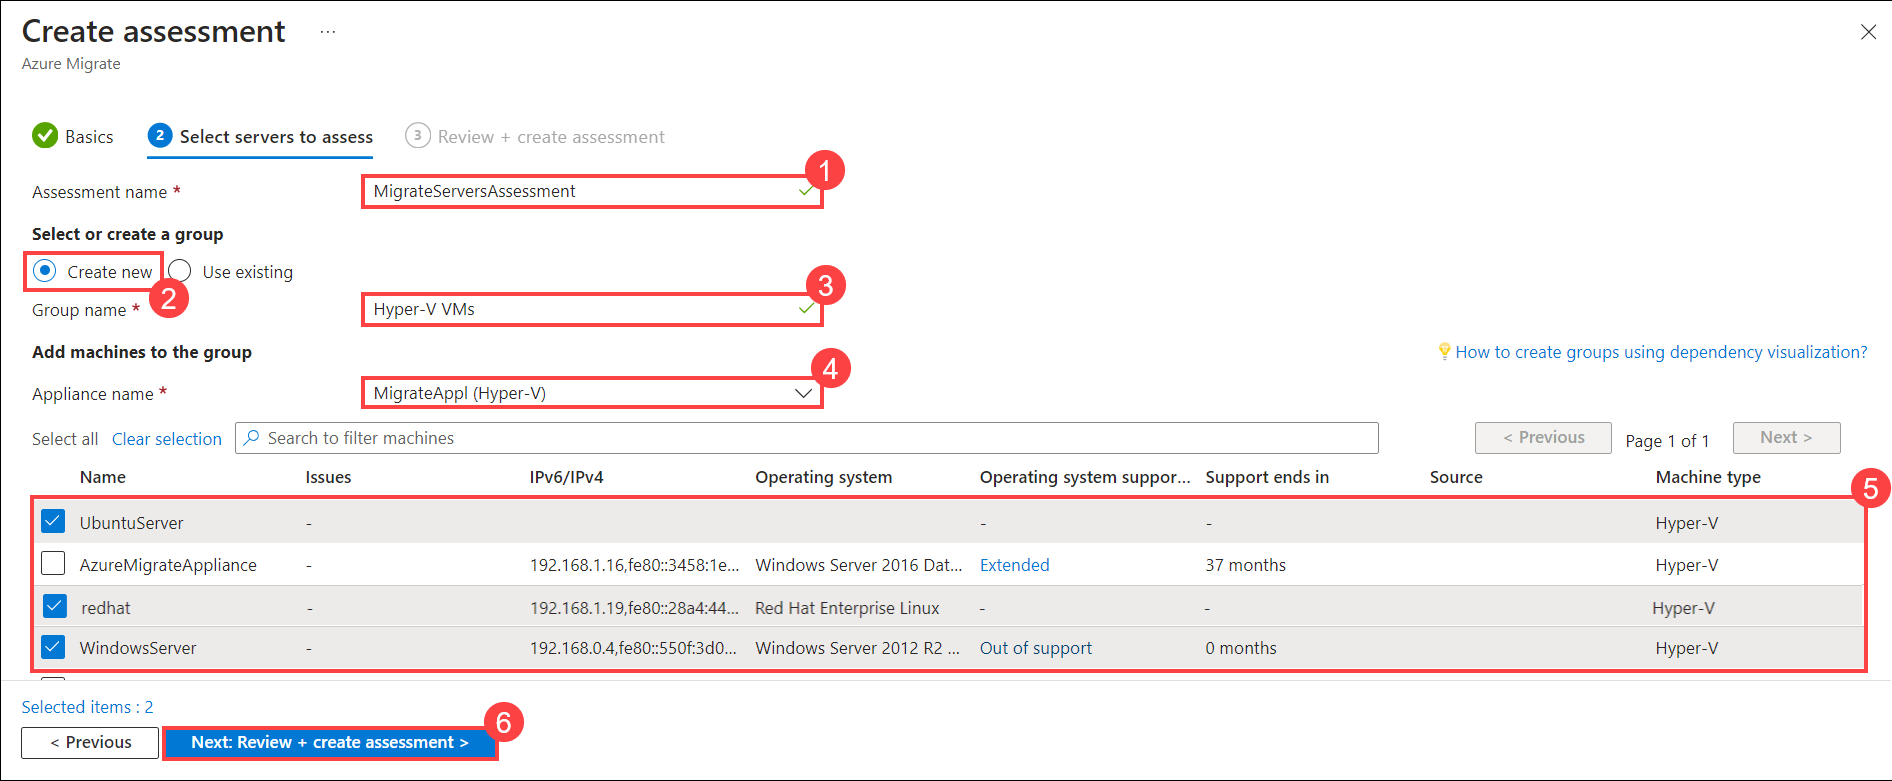 Create assessment ...
Azure Migrate
Basics 2 Select servers to assess 3 Review + create assessment
1
Assessment name * MigrateServersAssessment
Select or create a group
Create new Use existing
2
3
Group name * Hyper-V VMs
Add machines to the group How to create groups using dependency visualization?
4
Appliance name * MigrateAppl (Hyper-V)
Select all Clear selection Search to filter machines < Previous Page 1 of 1 Next >
Name Issues IPv6/IPv4 Operating system Operating system suppor... Support ends in Source Machine type
5
UbuntuServer - - - Hyper-V
AzureMigrateAppliance - 192.168.1.16,fe80::3458:1e... Windows Server 2016 Dat... Extended 37 months Hyper-V
redhat - 192.168.1.19,fe80::28a4:44... Red Hat Enterprise Linux - - Hyper-V
WindowsServer - 192.168.0.4,fe80::550f:3d0... Windows Server 2012 R2 ... Out of support 0 months Hyper-V
Selected items : 2
6
< Previous Next: Review + create assessment >